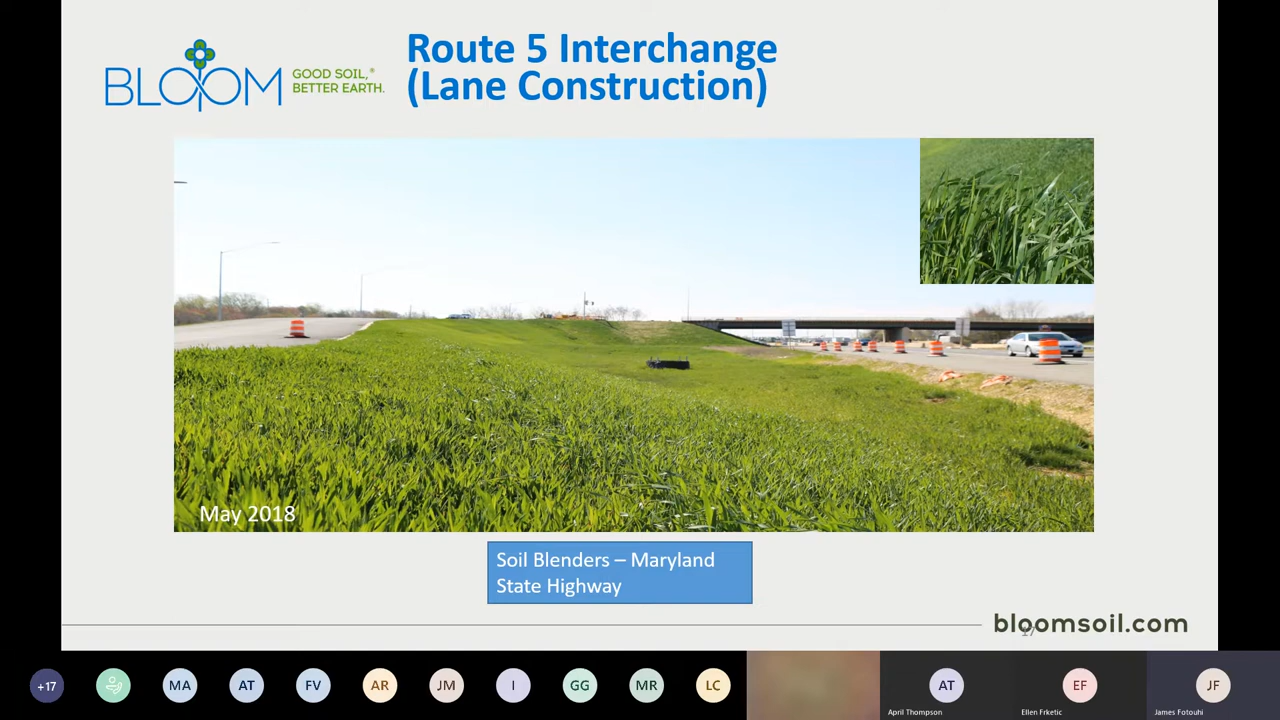 BLOOM
GOOD SOIL,®
BETTER EARTH.
Route 5 Interchange
(Lane Construction)
May 2018
Soil Blenders – Maryland
State Highway
bloomsoil.com
17
+17
MA
AT
FV
AR
JM
I
GG
MR
LC
AT
EF
JF
April Thompson
Ellen Frketic
James Fotouhi